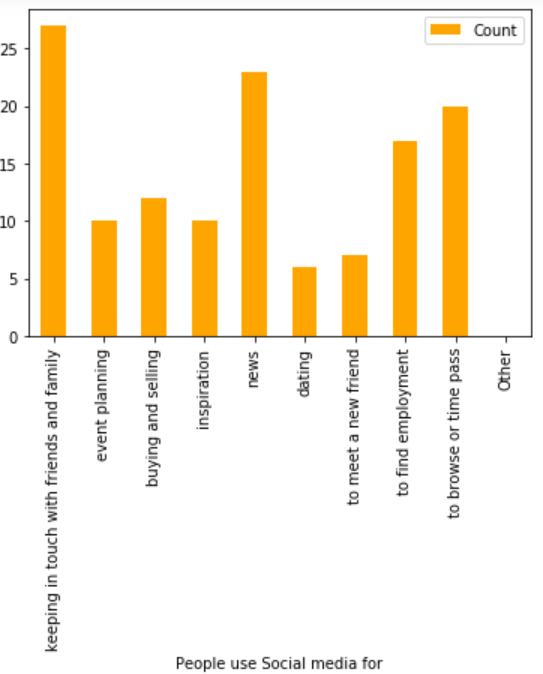 Count
25
20
15
10
5
0
keeping in touch with friends and family
event planning
buying and selling
inspiration
news
dating
to meet a new friend
to find employment
to browse or time pass
Other
People use Social media for